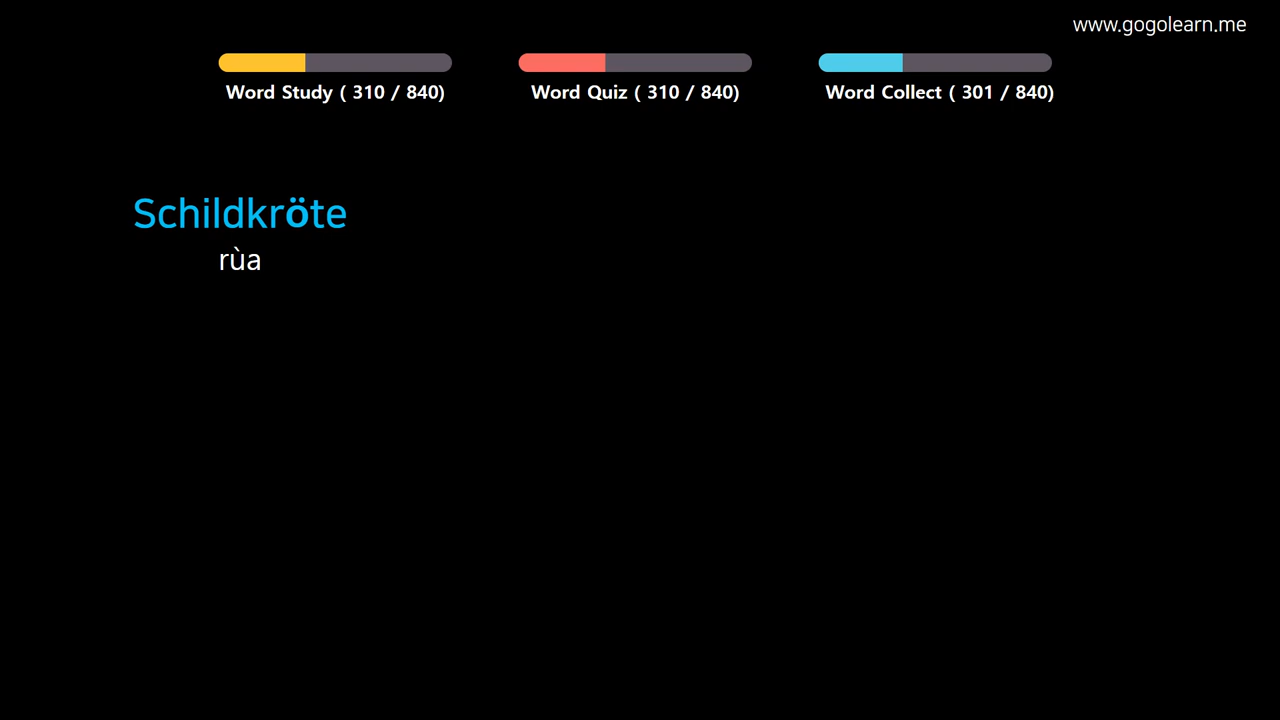 www.gogolearn.me
Word Study ( 310 / 840)
Word Quiz ( 310 / 840)
Word Collect ( 301 / 840)
Schildkröte
rùa